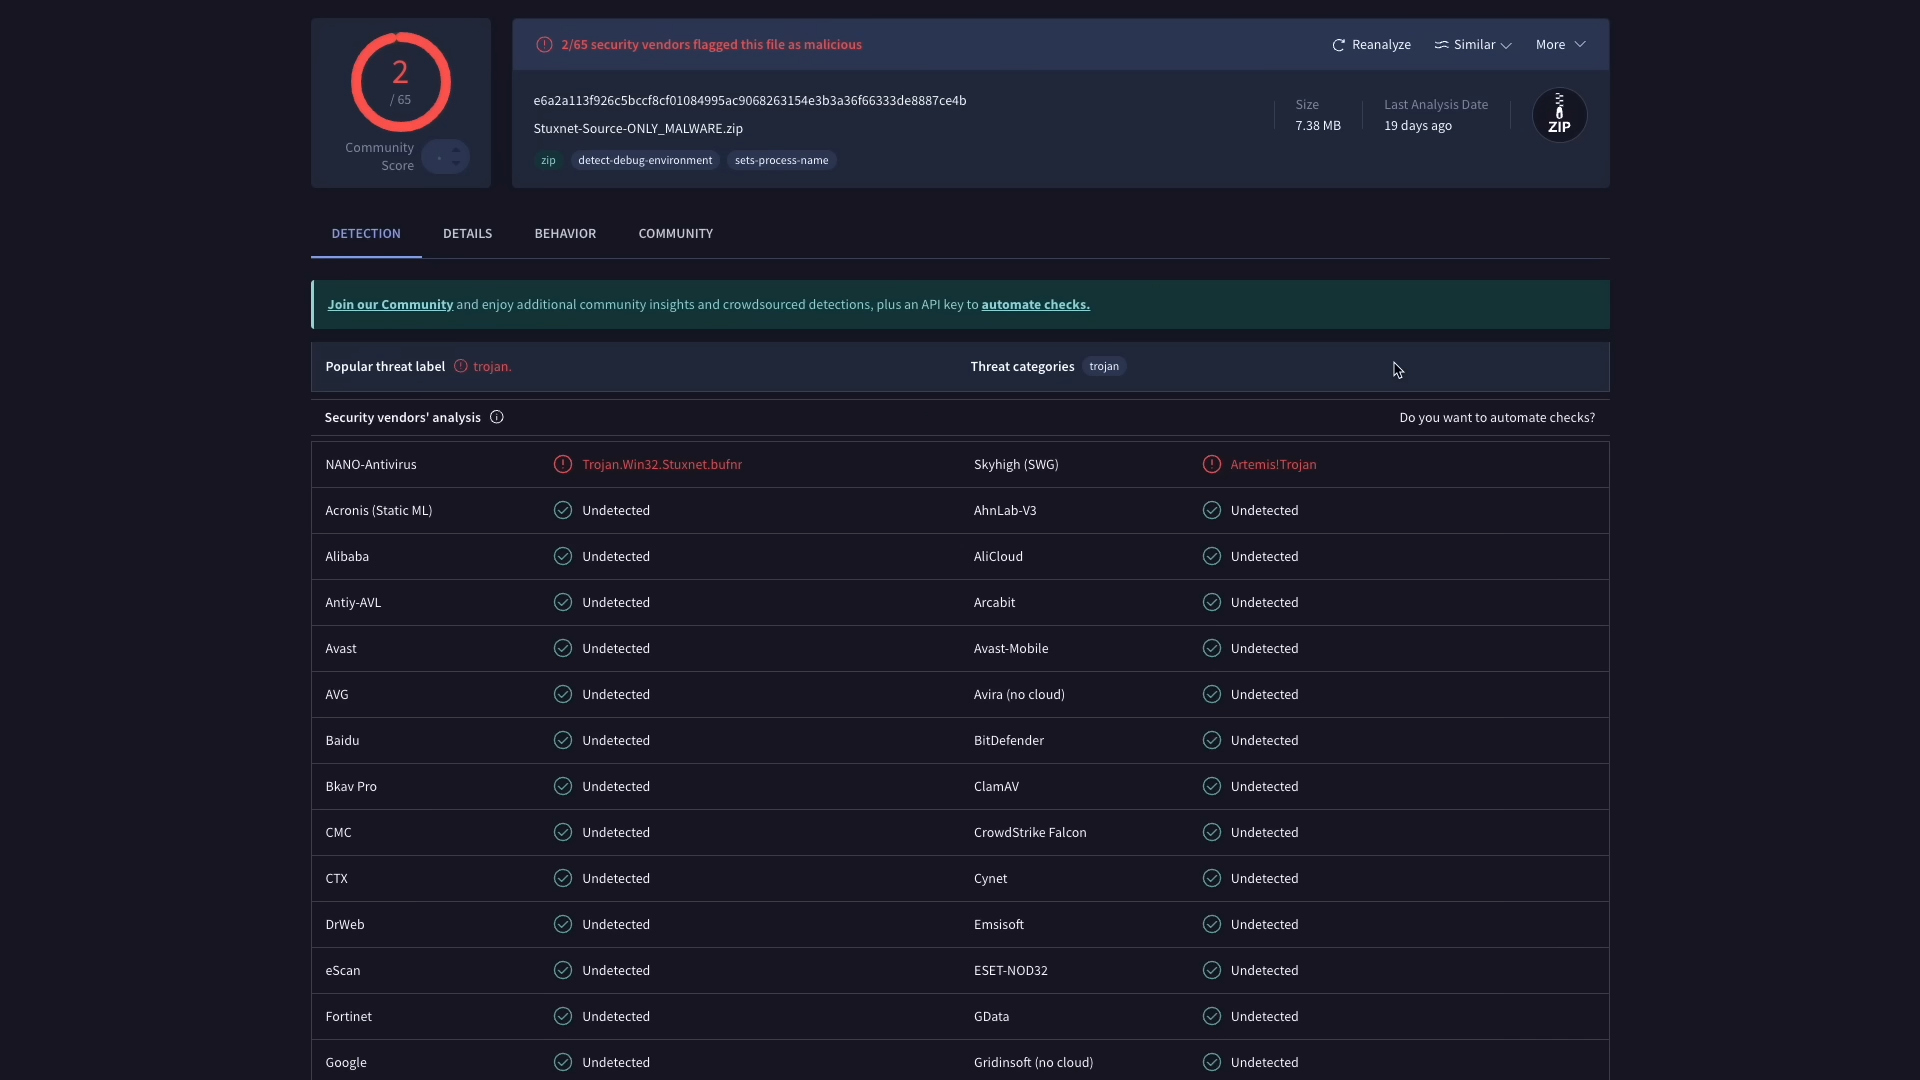 2
/ 65
Community
Score
2/65 security vendors flagged this file as malicious
Reanalyze
Similar
More
e6a2a113f926c5bccf8cf01084995ac9068263154e3b3a36f66333de8887ce4b
Stuxnet-Source-ONLY_MALWARE.zip
zip
detect-debug-environment
sets-process-name
Size
7.38 MB
Last Analysis Date
19 days ago
ZIP
DETECTION
DETAILS
BEHAVIOR
COMMUNITY
Join our Community and enjoy additional community insights and crowdsourced detections, plus an API key to automate checks.
Popular threat label
trojan.
Threat categories
trojan
Security vendors' analysis
Do you want to automate checks?
NANO-Antivirus
Trojan.Win32.Stuxnet.bufnr
Skyhigh (SWG)
Artemis!Trojan
Acronis (Static ML)
Undetected
AhnLab-V3
Undetected
Alibaba
Undetected
AliCloud
Undetected
Antiy-AVL
Undetected
Arcabit
Undetected
Avast
Undetected
Avast-Mobile
Undetected
AVG
Undetected
Avira (no cloud)
Undetected
Baidu
Undetected
BitDefender
Undetected
Bkav Pro
Undetected
ClamAV
Undetected
CMC
Undetected
CrowdStrike Falcon
Undetected
CTX
Undetected
Cynet
Undetected
DrWeb
Undetected
Emsisoft
Undetected
eScan
Undetected
ESET-NOD32
Undetected
Fortinet
Undetected
GData
Undetected
Google
Undetected
Gridinsoft (no cloud)
Undetected